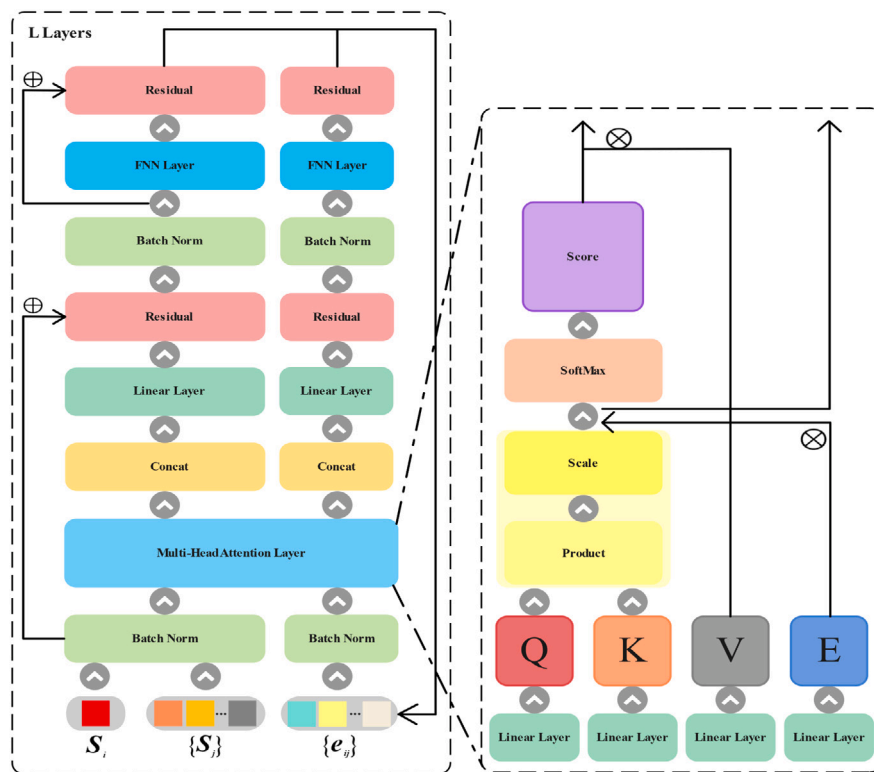 L Layers
Residual
Residual
FNN Layer
FNN Layer
Batch Norm
Batch Norm
Residual
Residual
Linear Layer
Linear Layer
Concat
Concat
Multi-HeadAttention Layer
Batch Norm
Batch Norm
...
...
S_i
{S_j}
{e_ij}
Score
SoftMax
Scale
Product
Q
K
V
E
Linear Layer
Linear Layer
Linear Layer
Linear Layer